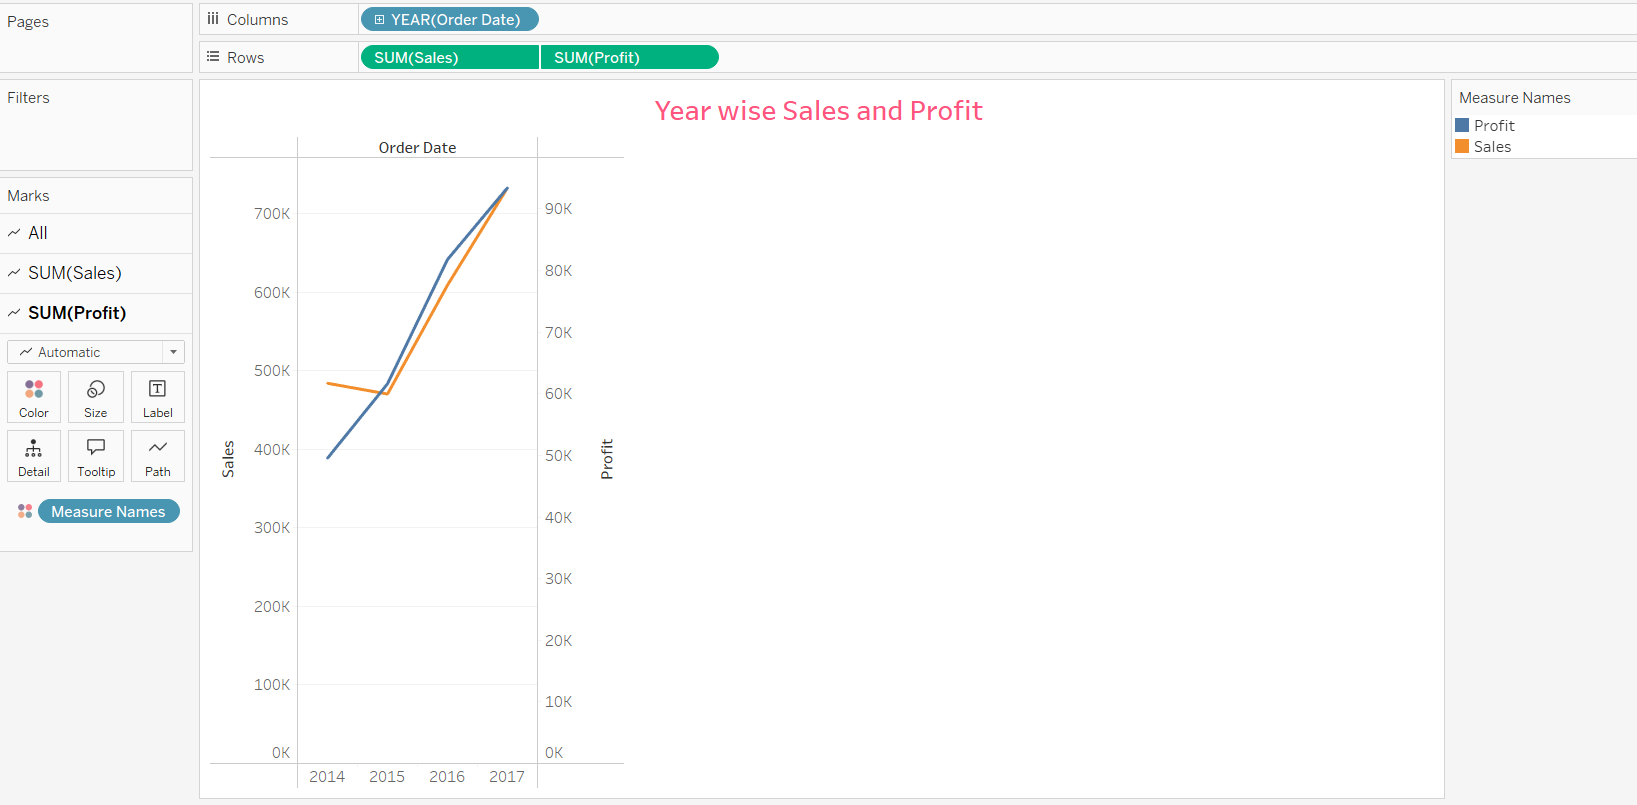 Pages
Columns
YEAR(Order Date)
Rows
SUM(Sales)
SUM(Profit)
Filters
Marks
All
SUM(Sales)
SUM(Profit)
Automatic
Color
Size
Label
Detail
Tooltip
Path
Measure Names
Year wise Sales and Profit
Order Date
Sales
700K
600K
500K
400K
300K
200K
100K
0K
90K
80K
70K
60K
50K
40K
30K
20K
10K
0K
Profit
2014 2015 2016 2017
Measure Names
Profit
Sales